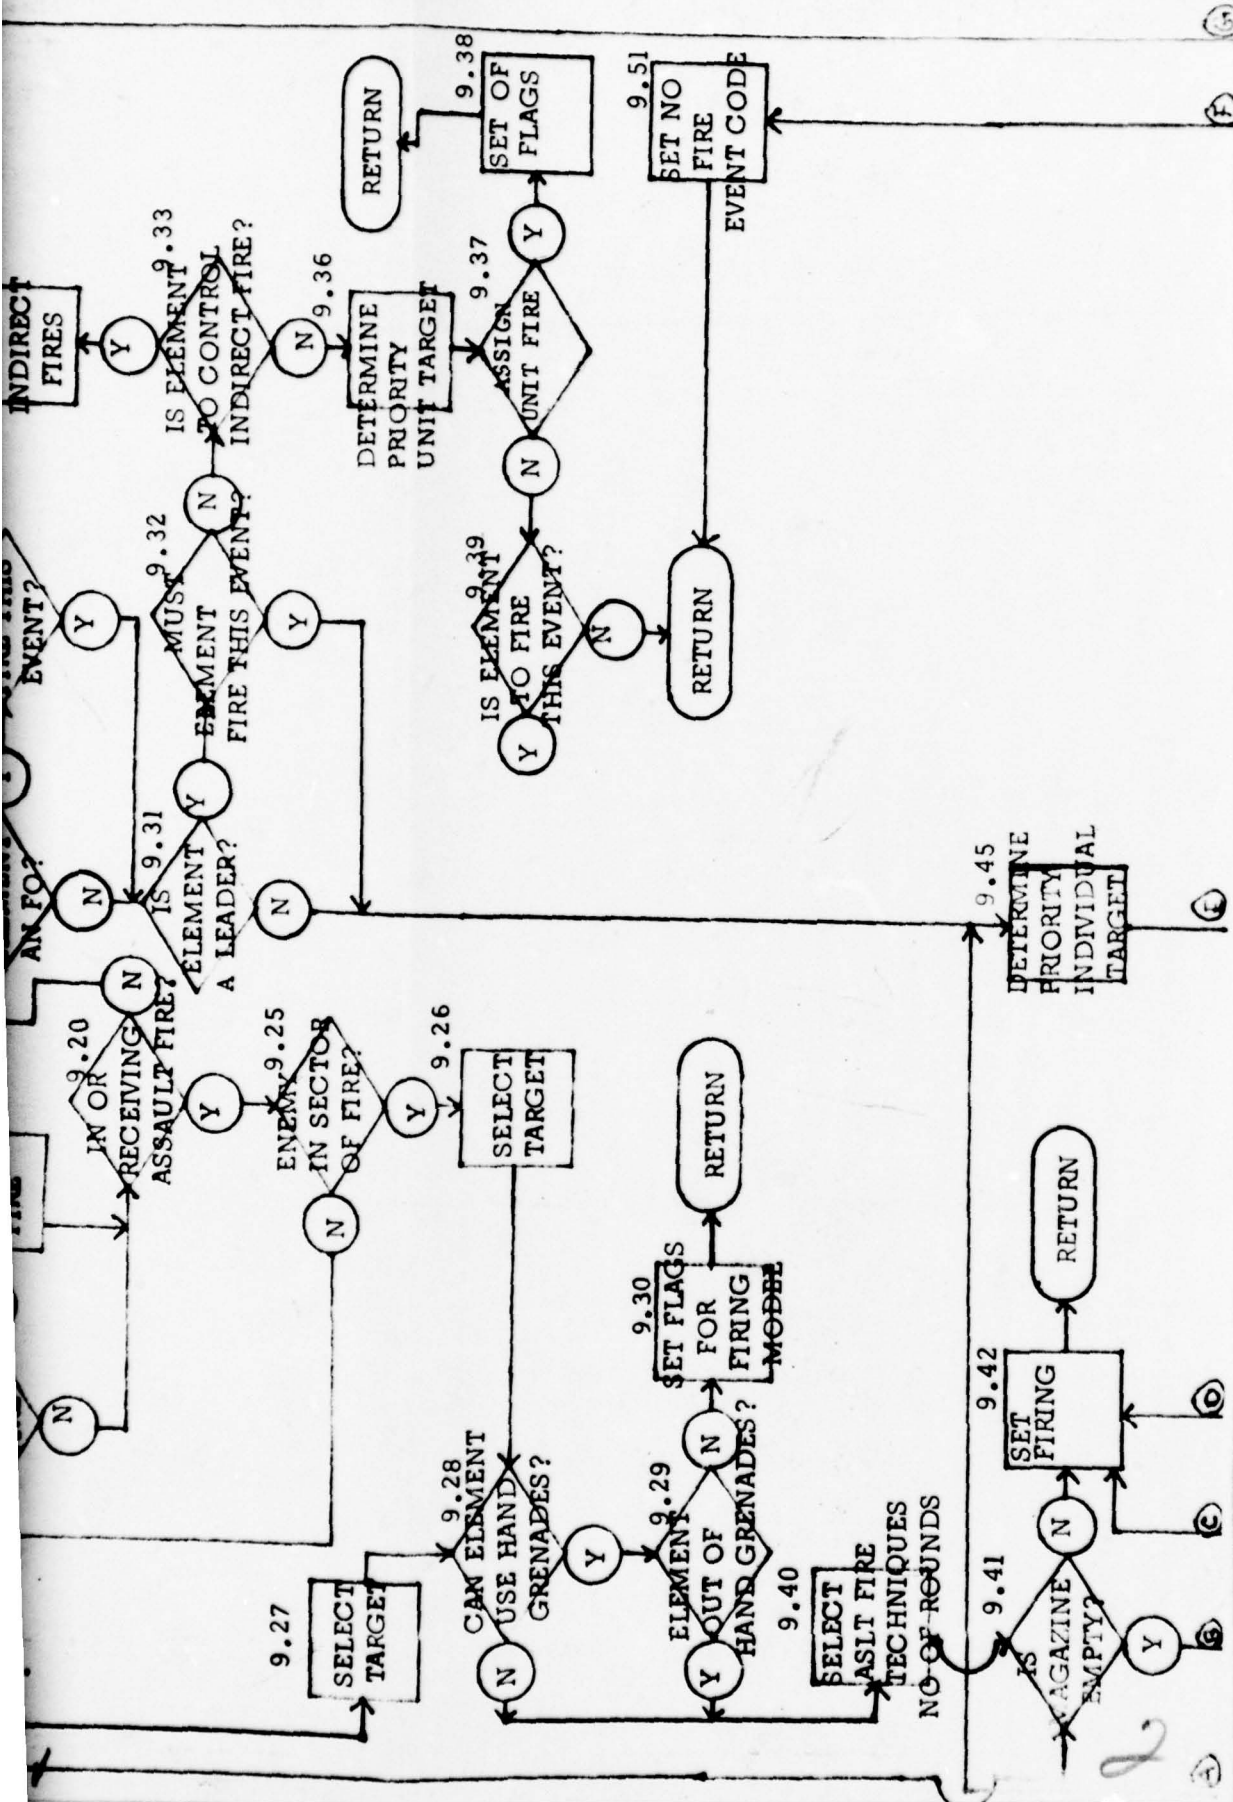 INDIRECT
FIRES
Y
9.33
IS ELEMENT
TO CONTROL
INDIRECT FIRE?
N
9.36
DETERMINE
PRIORITY
UNIT TARGET
9.37
ASSIGN
UNIT FIRE
Y
9.38
SET OF
FLAGS
RETURN
N
9.39
IS ELEMENT
TO FIRE
THIS EVENT?
Y
N
RETURN
9.51
SET NO
FIRE
EVENT CODE
F
G
EVENT?
Y
9.32
MUST
ELEMENT
FIRE THIS EVENT?
N
Y
AN FO?
N
9.31
IS
ELEMENT
A LEADER?
Y
N
9.45
DETERMINE
PRIORITY
INDIVIDUAL
TARGET
E
FIRE
N
9.20
IN OR
RECEIVING
ASSAULT FIRE?
N
Y
9.25
ENEMY
IN SECTOR
OF FIRE?
N
Y
9.26
SELECT
TARGET
9.27
SELECT
TARGET
9.28
CAN ELEMENT
USE HAND
GRENADES?
N
Y
9.29
ELEMENT
OUT OF
HAND GRENADES?
Y
N
9.30
SET FLAGS
FOR
FIRING
MODEL
RETURN
9.40
SELECT
ASLT FIRE
TECHNIQUES
NO OF ROUNDS
9.41
IS
AGAZINE
EMPTY?
Y
N
9.42
SET
FIRING
RETURN
A
B
C
D
2